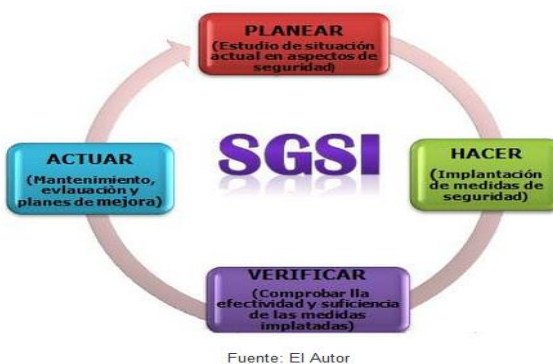 PLANEAR
(Estudio de situación
actual en aspectos de
seguridad)
SGSI
HACER
(Implantación
de medidas de
seguridad)
VERIFICAR
(Comprobar lla
efectividad y suficiencia
de las medidas
implatadas)
ACTUAR
(Mantenimiento,
evlauación y
planes de mejora)
Fuente: El Autor